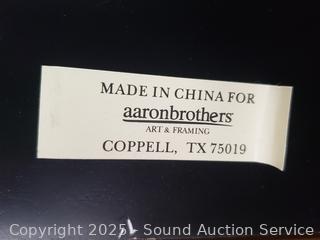 MADE IN CHINA FOR
aaronbrothers
ART & FRAMING
COPPELL, TX 75019
Copyright 2025 Sound Auction Service